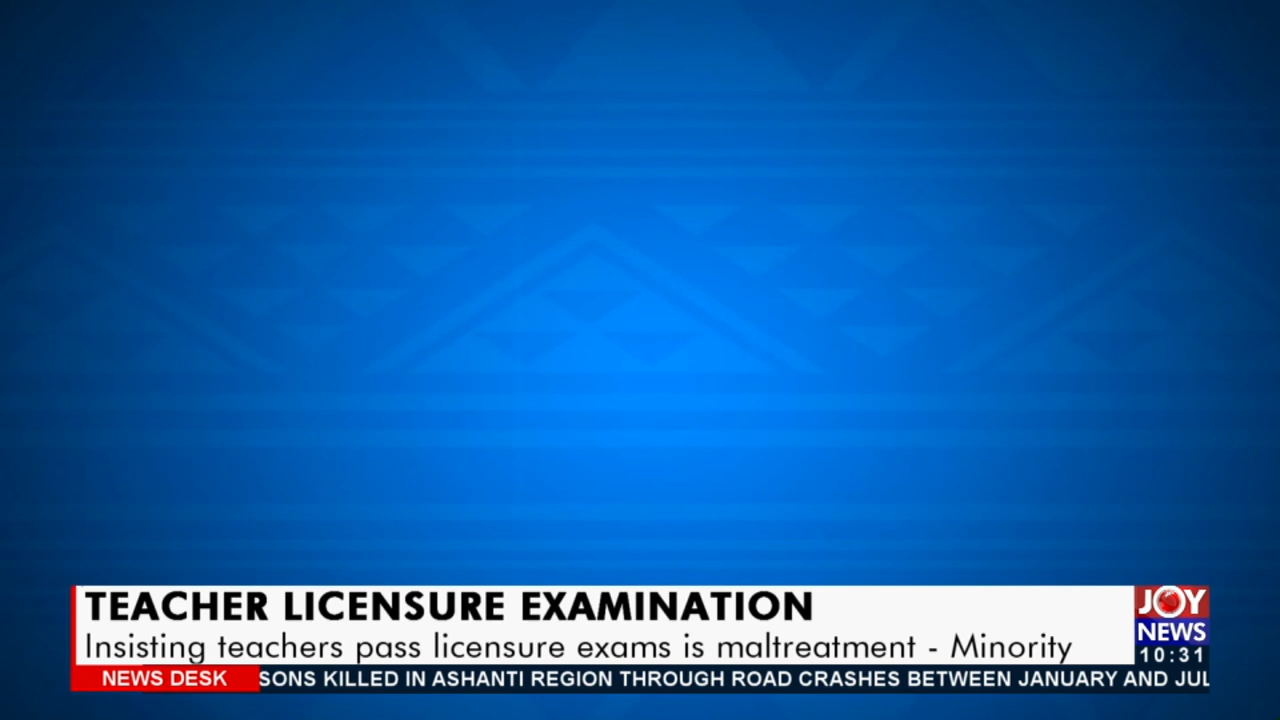 TEACHER LICENSURE EXAMINATION
Insisting teachers pass licensure exams is maltreatment - Minority
JOY
NEWS
10:31
NEWS DESK
SONS KILLED IN ASHANTI REGION THROUGH ROAD CRASHES BETWEEN JANUARY AND JUL